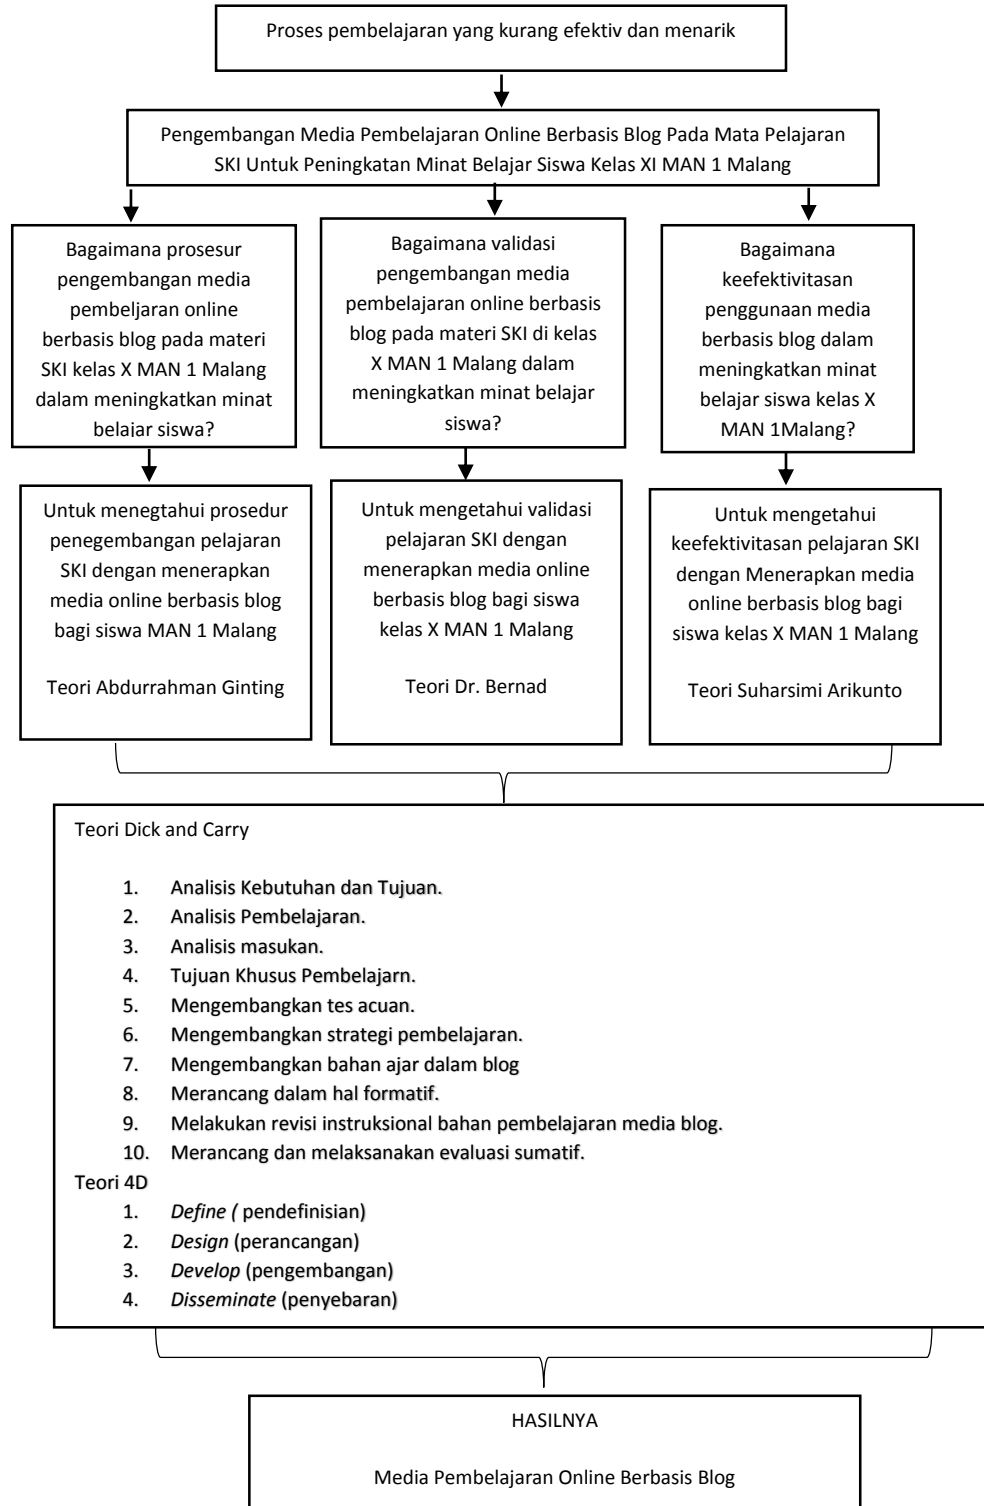 Proses pembelajaran yang kurang efektiv dan menarik
Pengembangan Media Pembelajaran Online Berbasis Blog Pada Mata Pelajaran
SKI Untuk Peningkatan Minat Belajar Siswa Kelas XI MAN 1 Malang
Bagaimana prosesur
pengembangan media
pembeljaran online
berbasis blog pada materi
SKI kelas X MAN 1 Malang
dalam meningkatkan minat
belajar siswa?
Bagaimana validasi
pengembangan media
pembelajaran online berbasis
blog pada materi SKI di kelas
X MAN 1 Malang dalam
meningkatkan minat belajar
siswa?
Bagaimana
keefektivitasan
penggunaan media
berbasis blog dalam
meningkatkan minat
belajar siswa kelas X
MAN 1Malang?
Untuk menegtahui prosedur
penegembangan pelajaran
SKI dengan menerapkan
media online berbasis blog
bagi siswa MAN 1 Malang
Teori Abdurrahman Ginting
Untuk mengetahui validasi
pelajaran SKI dengan
menerapkan media online
berbasis blog bagi siswa
kelas X MAN 1 Malang
Teori Dr. Bernad
Untuk mengetahui
keefektivitasan pelajaran SKI
dengan Menerapkan media
online berbasis blog bagi
siswa kelas X MAN 1 Malang
Teori Suharsimi Arikunto
Teori Dick and Carry
1. Analisis Kebutuhan dan Tujuan.
2. Analisis Pembelajaran.
3. Analisis masukan.
4. Tujuan Khusus Pembelajarn.
5. Mengembangkan tes acuan.
6. Mengembangkan strategi pembelajaran.
7. Mengembangkan bahan ajar dalam blog
8. Merancang dalam hal formatif.
9. Melakukan revisi instruksional bahan pembelajaran media blog.
10. Merancang dan melaksanakan evaluasi sumatif.
Teori 4D
1. Define ( pendefinisian)
2. Design (perancangan)
3. Develop (pengembangan)
4. Disseminate (penyebaran)
HASILNYA
Media Pembelajaran Online Berbasis Blog